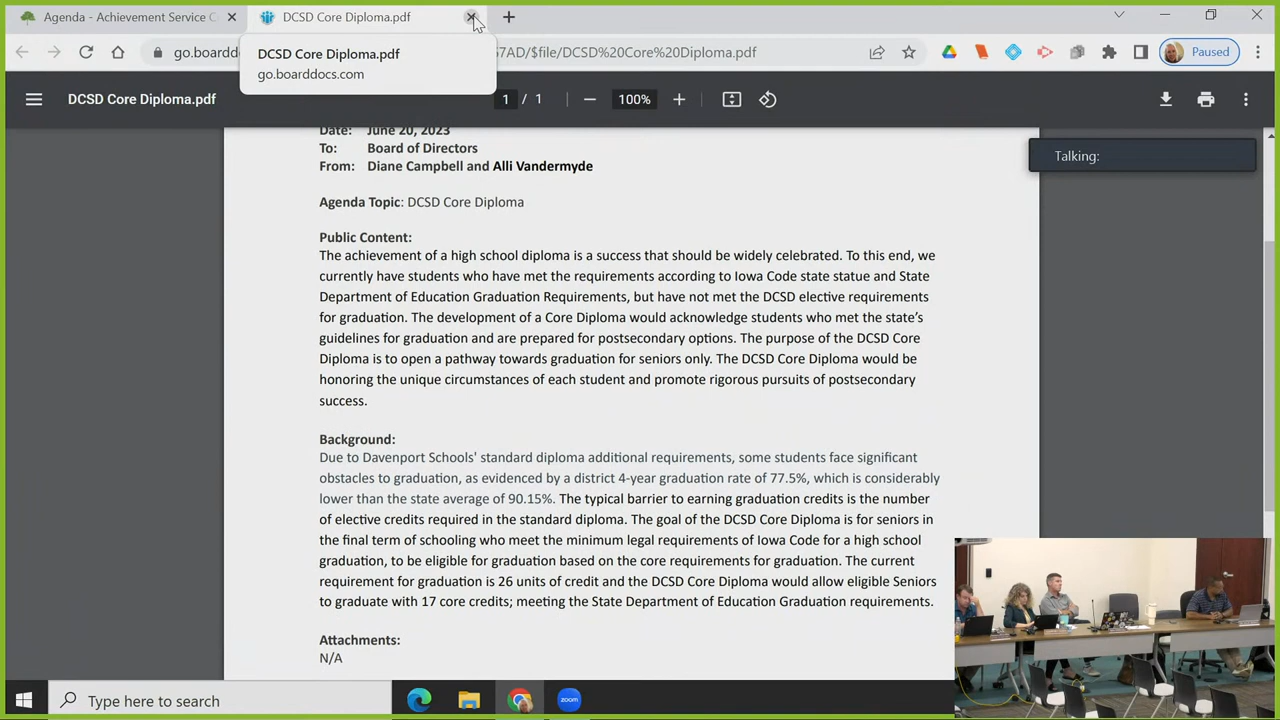 Agenda - Achievement Service C
DCSD Core Diploma.pdf
go.boardd
57AD/$file/DCSD%20Core%20Diploma.pdf
Paused
DCSD Core Diploma.pdf
go.boarddocs.com
DCSD Core Diploma.pdf
1 / 1
100%
Talking:
Date: June 20, 2023
To: Board of Directors
From: Diane Campbell and Alli Vandermyde
Agenda Topic: DCSD Core Diploma
Public Content:
The achievement of a high school diploma is a success that should be widely celebrated. To this end, we
currently have students who have met the requirements according to Iowa Code state statue and State
Department of Education Graduation Requirements, but have not met the DCSD elective requirements
for graduation. The development of a Core Diploma would acknowledge students who met the state's
guidelines for graduation and are prepared for postsecondary options. The purpose of the DCSD Core
Diploma is to open a pathway towards graduation for seniors only. The DCSD Core Diploma would be
honoring the unique circumstances of each student and promote rigorous pursuits of postsecondary
success.
Background:
Due to Davenport Schools' standard diploma additional requirements, some students face significant
obstacles to graduation, as evidenced by a district 4-year graduation rate of 77.5%, which is considerably
lower than the state average of 90.15%. The typical barrier to earning graduation credits is the number
of elective credits required in the standard diploma. The goal of the DCSD Core Diploma is for seniors in
the final term of schooling who meet the minimum legal requirements of Iowa Code for a high school
graduation, to be eligible for graduation based on the core requirements for graduation. The current
requirement for graduation is 26 units of credit and the DCSD Core Diploma would allow eligible Seniors
to graduate with 17 core credits; meeting the State Department of Education Graduation requirements.
Attachments:
N/A
Type here to search
zoom